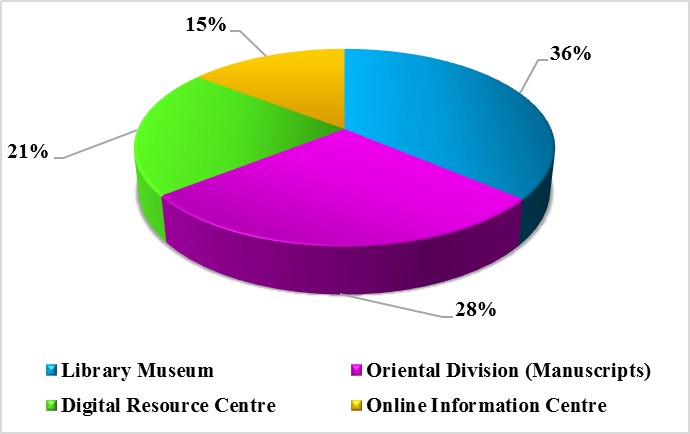 15%
36%
21%
28%
Library Museum
Oriental Division (Manuscripts)
Digital Resource Centre
Online Information Centre